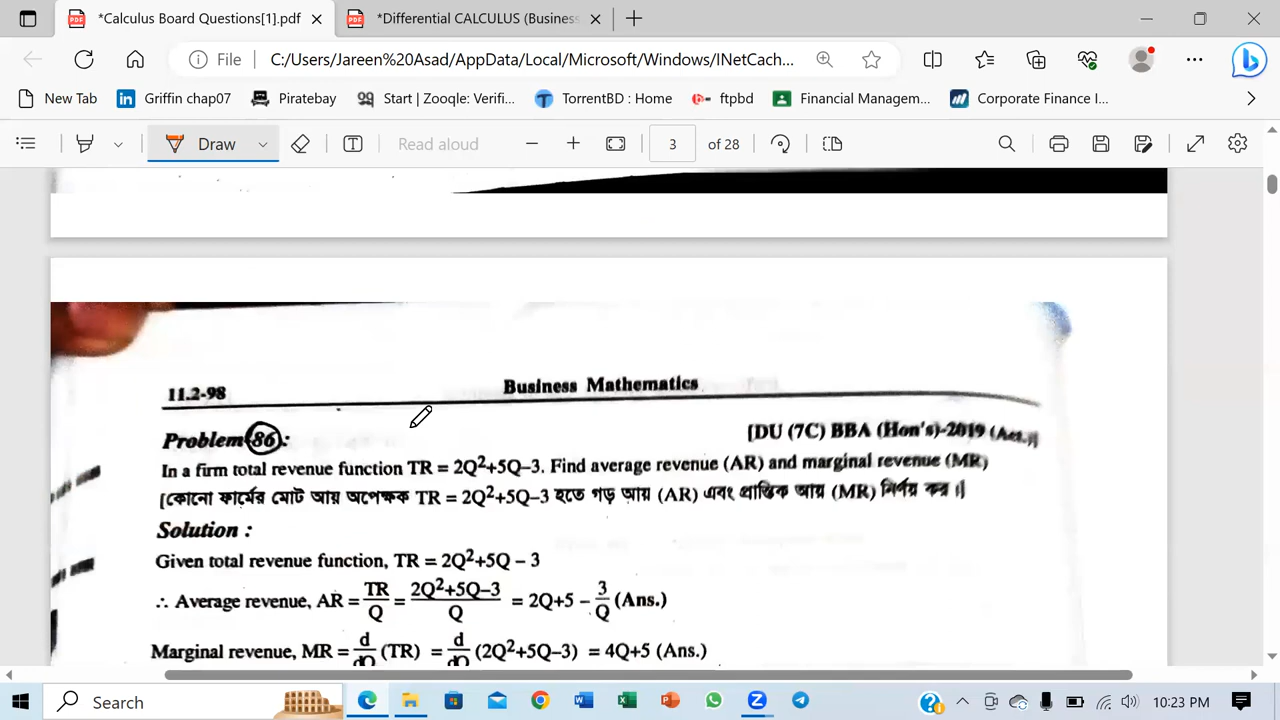 *Calculus Board Questions[1].pdf
*Differential CALCULUS (Business
File
C:/Users/Jareen%20Asad/AppData/Local/Microsoft/Windows/INetCach...
New Tab
Griffin chap07
Piratebay
Start | Zooqle: Verifi...
TorrentBD : Home
ftpbd
Financial Managem...
Corporate Finance I...
Draw
Read aloud
3 of 28
11.2-98
Business Mathematics
Problem-86:
[DU (7C) BBA (Hon's)-2019 (Act.)]
In a firm total revenue function TR = 2Q²+5Q–3. Find average revenue (AR) and marginal revenue (MR)
[কোনো ফার্মের মোট আয় অপেক্ষক TR = 2Q²+5Q–3 হতে গড় আয় (AR) এবং প্রান্তিক আয় (MR) নির্ণয় কর।]
Solution :
Given total revenue function, TR = 2Q²+5Q – 3
∴ Average revenue, AR = TR/Q = (2Q²+5Q–3)/Q = 2Q+5 – 3/Q (Ans.)
Marginal revenue, MR = d/dQ (TR) = d/dQ (2Q²+5Q–3) = 4Q+5 (Ans.)
Search
10:23 PM